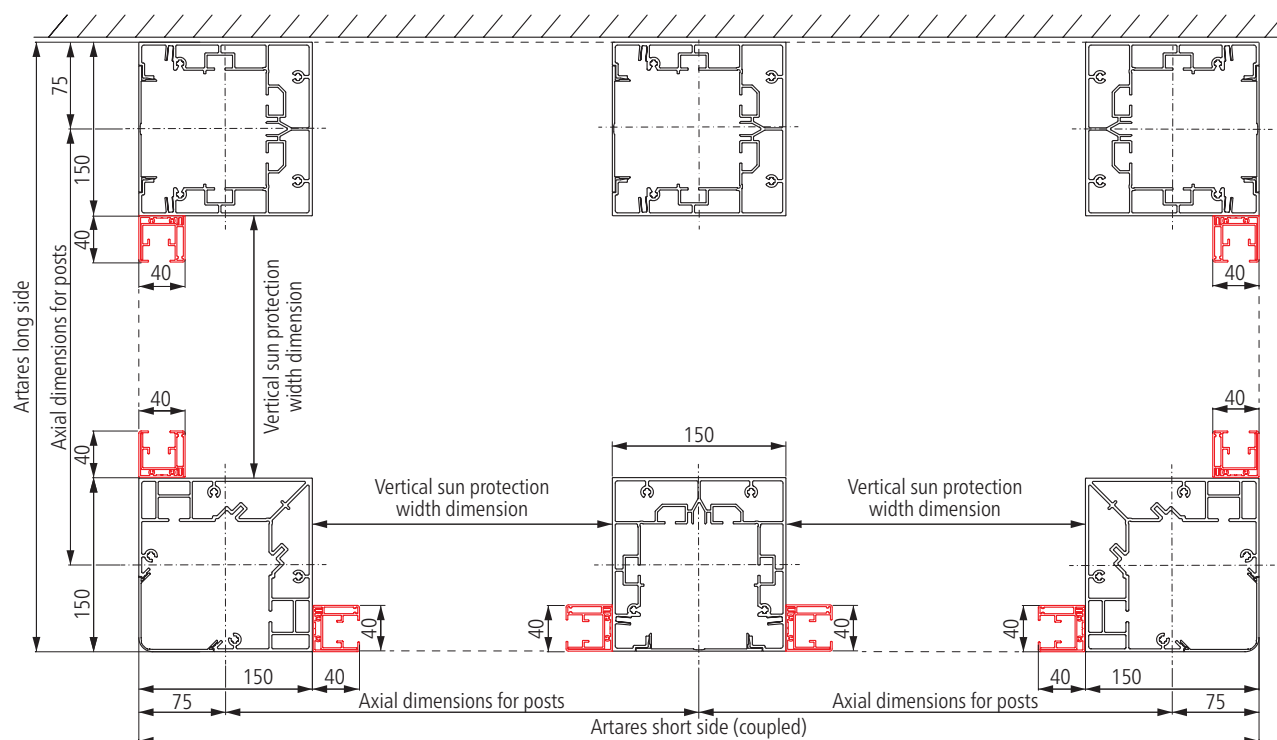 75
150
40
40
40
40
Artares long side
Axial dimensions for posts
Vertical sun protection
width dimension
40
40
40
150
150
Vertical sun protection
width dimension
Vertical sun protection
width dimension
40
40
40
40
150
40
40
150
75
Axial dimensions for posts
Axial dimensions for posts
75
Artares short side (coupled)